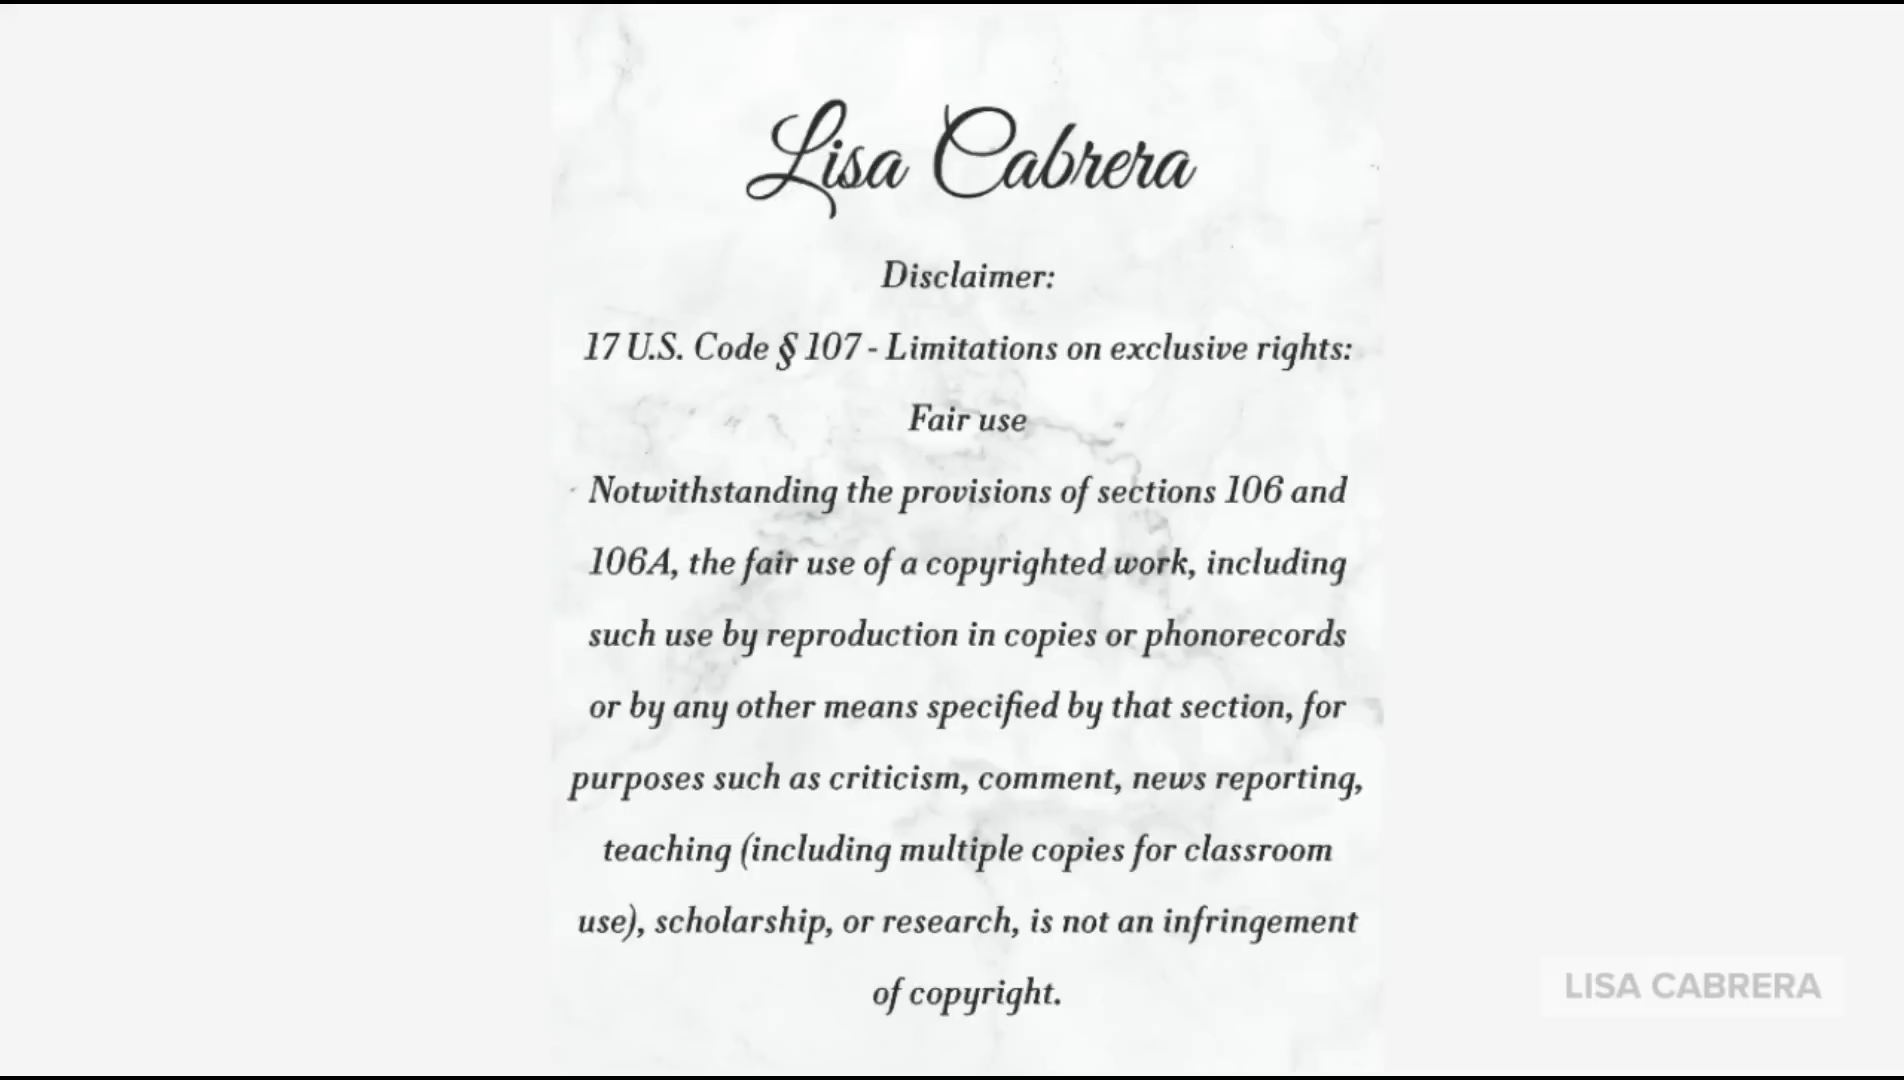 Lisa Cabrera
Disclaimer:
17 U.S. Code § 107 - Limitations on exclusive rights:
Fair use
Notwithstanding the provisions of sections 106 and
106A, the fair use of a copyrighted work, including
such use by reproduction in copies or phonorecords
or by any other means specified by that section, for
purposes such as criticism, comment, news reporting,
teaching (including multiple copies for classroom
use), scholarship, or research, is not an infringement
of copyright.
LISA CABRERA